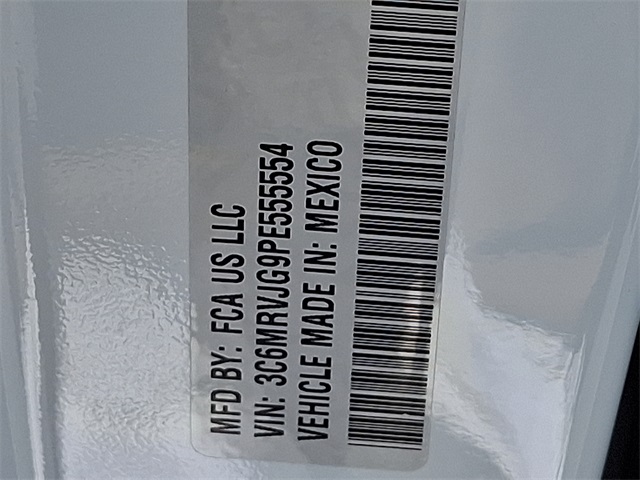 MFD BY: FCA US LLC
VIN: 3C6MRVJG9PE555554
VEHICLE MADE IN: MEXICO